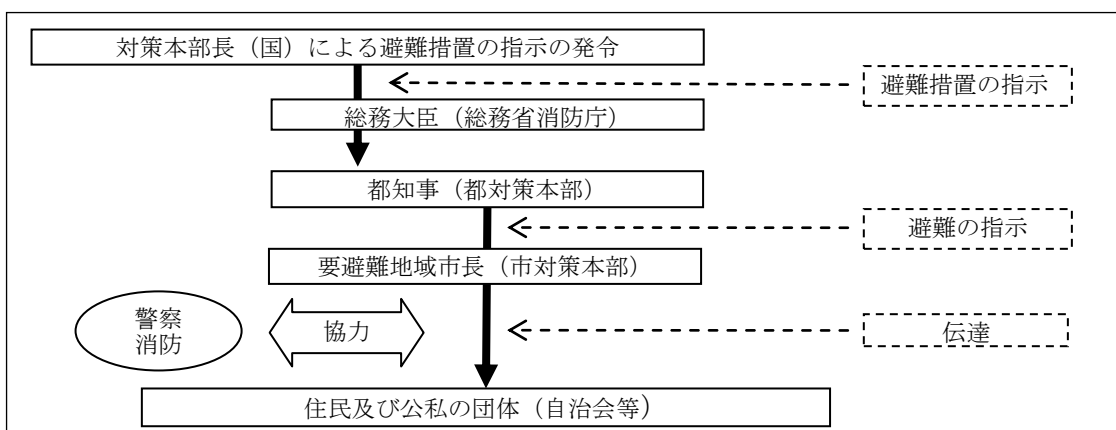 対策本部長（国）による避難措置の指示の発令
避難措置の指示
総務大臣（総務省消防庁）
都知事（都対策本部）
避難の指示
要避難地域市長（市対策本部）
警察
消防
協力
伝達
住民及び公私の団体（自治会等）